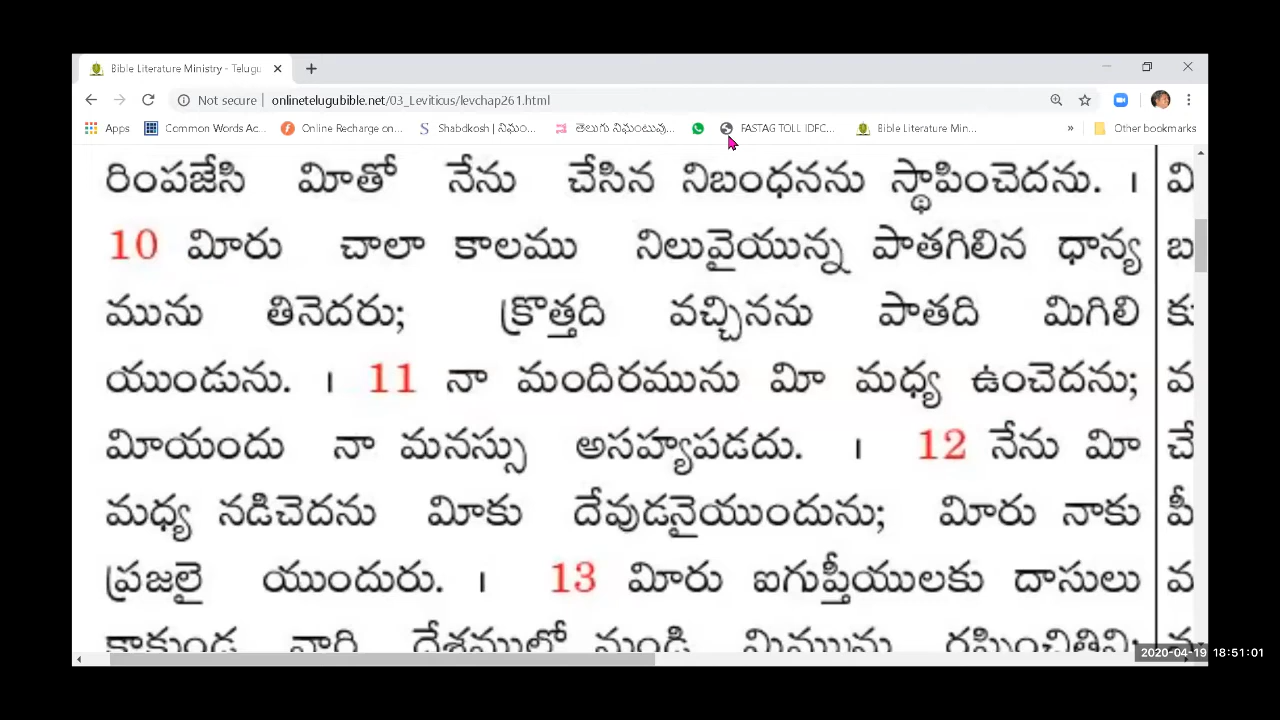 Bible Literature Ministry - Telugu
Not secure | onlinetelugubible.net/03_Leviticus/levchap261.html
Apps Common Words Ac... Online Recharge on... Shabdkosh | నిఘం... తెలుగు నిఘంటువు... FASTAG TOLL IDFC... Bible Literature Min... » Other bookmarks
రింపజేసి మీతో నేను చేసిన నిబంధనను స్థాపించెదను. । వి
10 మీరు చాలా కాలము నిలువైయున్న పాతగిలిన ధాన్య బ
మును తినెదరు; క్రొత్తది వచ్చినను పాతది మిగిలి కు
యుండును. । 11 నా మందిరమును మీ మధ్య ఉంచెదను; వ
మీయందు నా మనస్సు అసహ్యపడదు. । 12 నేను మీ చే
మధ్య నడిచెదను మీకు దేవుడనైయుందును; మీరు నాకు పీ
ప్రజలై యుందురు. । 13 మీరు ఐగుప్తీయులకు దాసులు వ
కాకుండ వారి దేశములో నుండి మిమ్మును రప్పించితిని;
2020-04-19 18:51:01